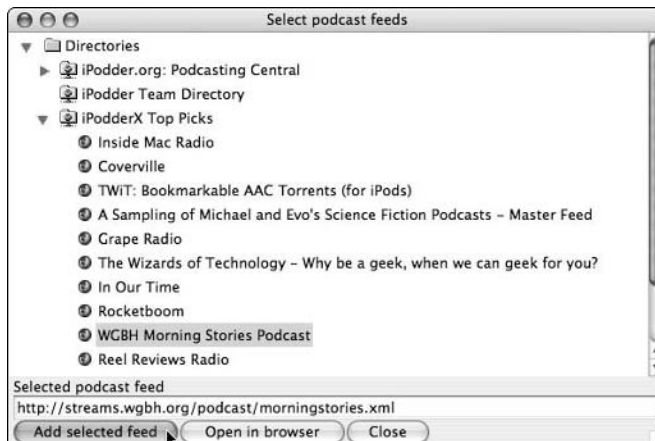 Select podcast feeds
Directories
iPodder.org: Podcasting Central
iPodder Team Directory
iPodderX Top Picks
Inside Mac Radio
Coverville
TWiT: Bookmarkable AAC Torrents (for iPods)
A Sampling of Michael and Evo's Science Fiction Podcasts – Master Feed
Grape Radio
The Wizards of Technology – Why be a geek, when we can geek for you?
In Our Time
Rocketboom
WGBH Morning Stories Podcast
Reel Reviews Radio
Selected podcast feed
http://streams.wgbh.org/podcast/morningstories.xml
Add selected feed Open in browser Close